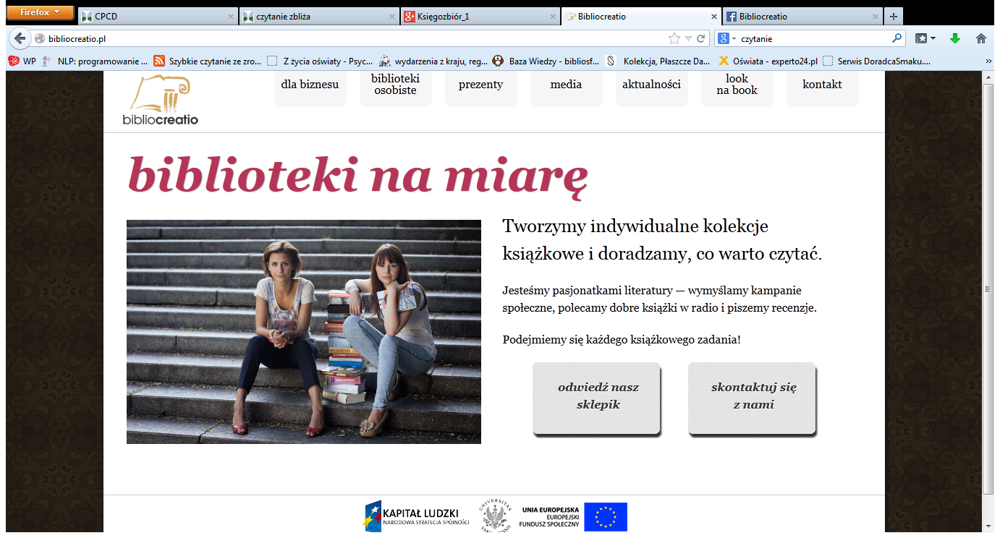 Firefox
CPCD
czytanie zbliża
Księgozbiór_1
Bibliocreatio
Bibliocreatio
bibliocreatio.pl
czytanie
WP
NLP: programowanie ...
Szybkie czytanie ze zro...
Z życia oświaty - Psyc...
wydarzenia z kraju, reg...
Baza Wiedzy - bibliosf...
Kolekcja, Płaszcze Da...
Oświata - experto24.pl
Serwis DoradcaSmaku....
bibliocreatio
dla biznesu
biblioteki
osobiste
prezenty
media
aktualności
look
na book
kontakt
biblioteki na miarę
Tworzymy indywidualne kolekcje
książkowe i doradzamy, co warto czytać.
Jesteśmy pasjonatkami literatury — wymyślamy kampanie
społeczne, polecamy dobre książki w radio i piszemy recenzje.
Podejmiemy się każdego książkowego zadania!
odwiedź nasz
sklepik
skontaktuj się
z nami
KAPITAŁ LUDZKI
NARODOWA STRATEGIA SPÓJNOŚCI
UNIVERSITAS
UNIA EUROPEJSKA
EUROPEJSKI
FUNDUSZ SPOŁECZNY